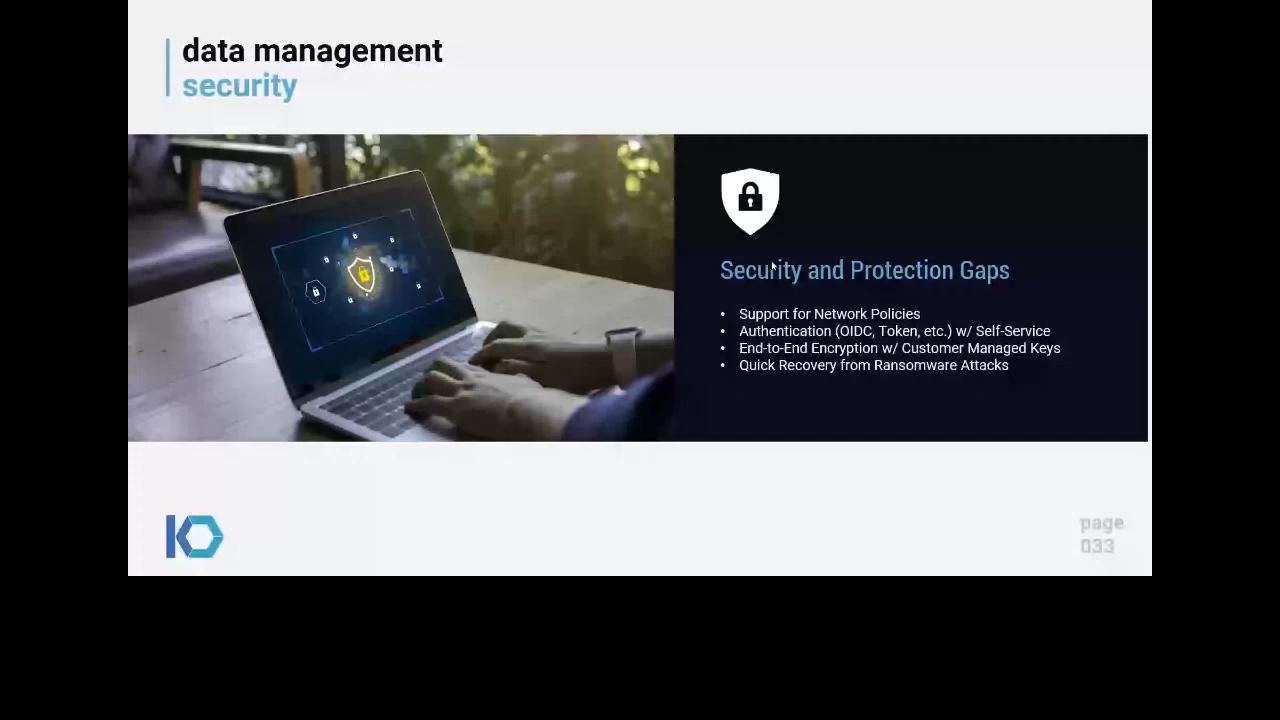 data management
security
Security and Protection Gaps
• Support for Network Policies
• Authentication (OIDC, Token, etc.) w/ Self-Service
• End-to-End Encryption w/ Customer Managed Keys
• Quick Recovery from Ransomware Attacks
page
033